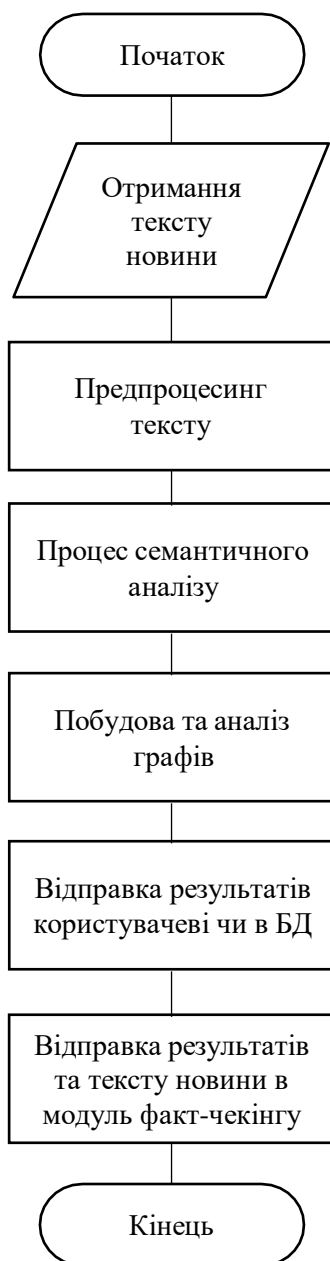 Початок
Отримання
тексту
новини
Предпроцесинг
тексту
Процес семантичного
аналізу
Побудова та аналіз
графів
Відправка результатів
користувачеві чи в БД
Відправка результатів
та тексту новини в
модуль факт-чекінгу
Кінець